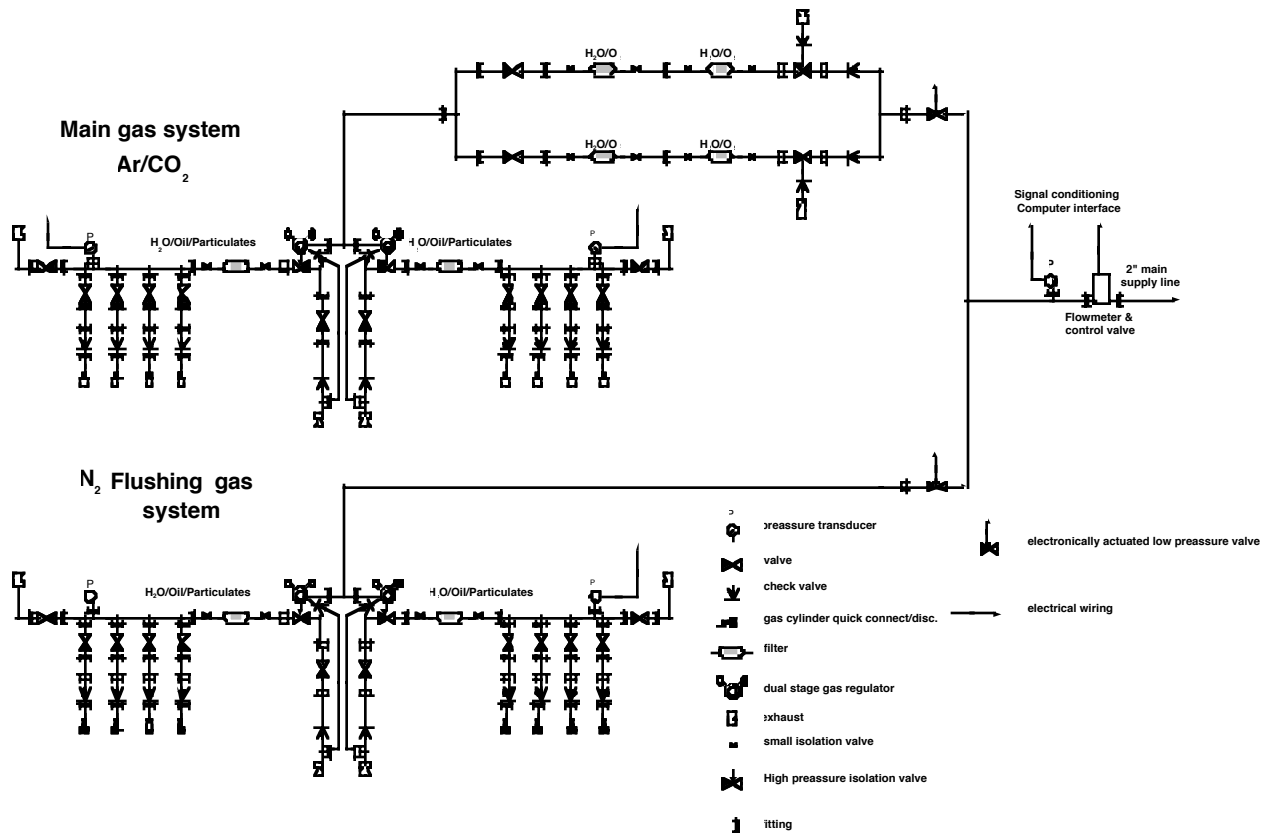 H2O/O
H O/O
Main gas system
Ar/CO2
H2O/O
H O/O
Signal conditioning
Computer interface
P
H2O/Oil/Particulates
H O/Oil/Particulates
P
P
2" main
supply line
Flowmeter &
control valve
N2 Flushing gas
system
P
preassure transducer
electronically actuated low preassure valve
valve
P
H2O/Oil/Particulates
H O/Oil/Particulates
P
check valve
electrical wiring
gas cylinder quick connect/disc.
filter
dual stage gas regulator
exhaust
small isolation valve
High preassure isolation valve
fitting